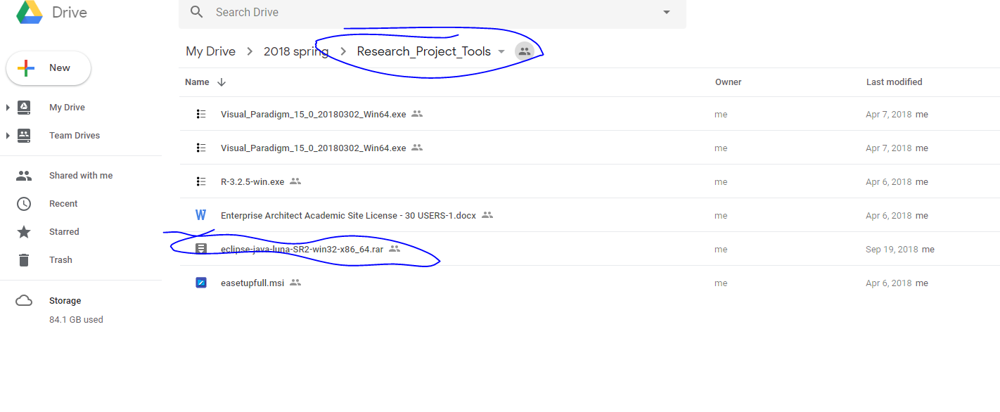 Drive
Search Drive
My Drive > 2018 spring > Research_Project_Tools
New
Name Owner Last modified
My Drive
Visual_Paradigm_15_0_20180302_Win64.exe me Apr 7, 2018 me
Team Drives
Visual_Paradigm_15_0_20180302_Win64.exe me Apr 7, 2018 me
Shared with me
R-3.2.5-win.exe me Apr 6, 2018 me
Recent
Enterprise Architect Academic Site License - 30 USERS-1.docx me Apr 6, 2018 me
Starred
eclipse-java-luna-SR2-win32-x86_64.rar me Sep 19, 2018 me
Trash
easetupfull.msi me Apr 6, 2018 me
Storage
84.1 GB used